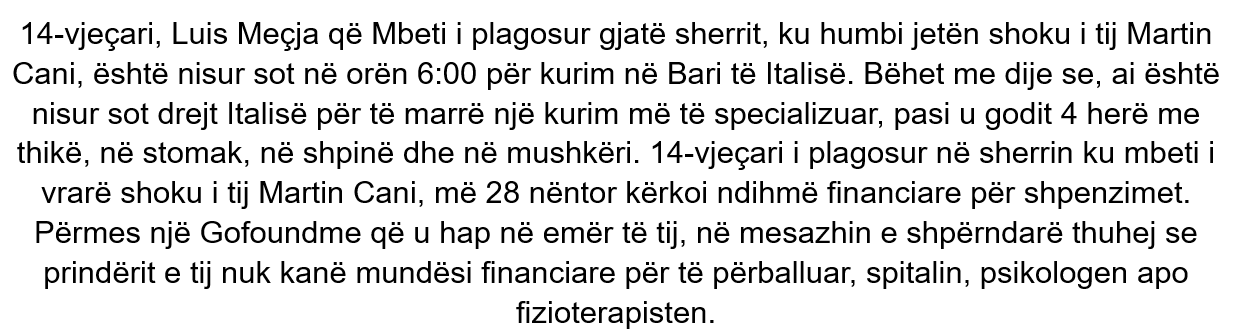 14-vjeçari, Luis Meçja që Mbeti i plagosur gjatë sherrit, ku humbi jetën shoku i tij Martin
Cani, është nisur sot në orën 6:00 për kurim në Bari të Italisë. Bëhet me dije se, ai është
nisur sot drejt Italisë për të marrë një kurim më të specializuar, pasi u godit 4 herë me
thikë, në stomak, në shpinë dhe në mushkëri. 14-vjeçari i plagosur në sherrin ku mbeti i
vrarë shoku i tij Martin Cani, më 28 nëntor kërkoi ndihmë financiare për shpenzimet.
Përmes një Gofoundme që u hap në emër të tij, në mesazhin e shpërndarë thuhej se
prindërit e tij nuk kanë mundësi financiare për të përballuar, spitalin, psikologen apo
fizioterapisten.